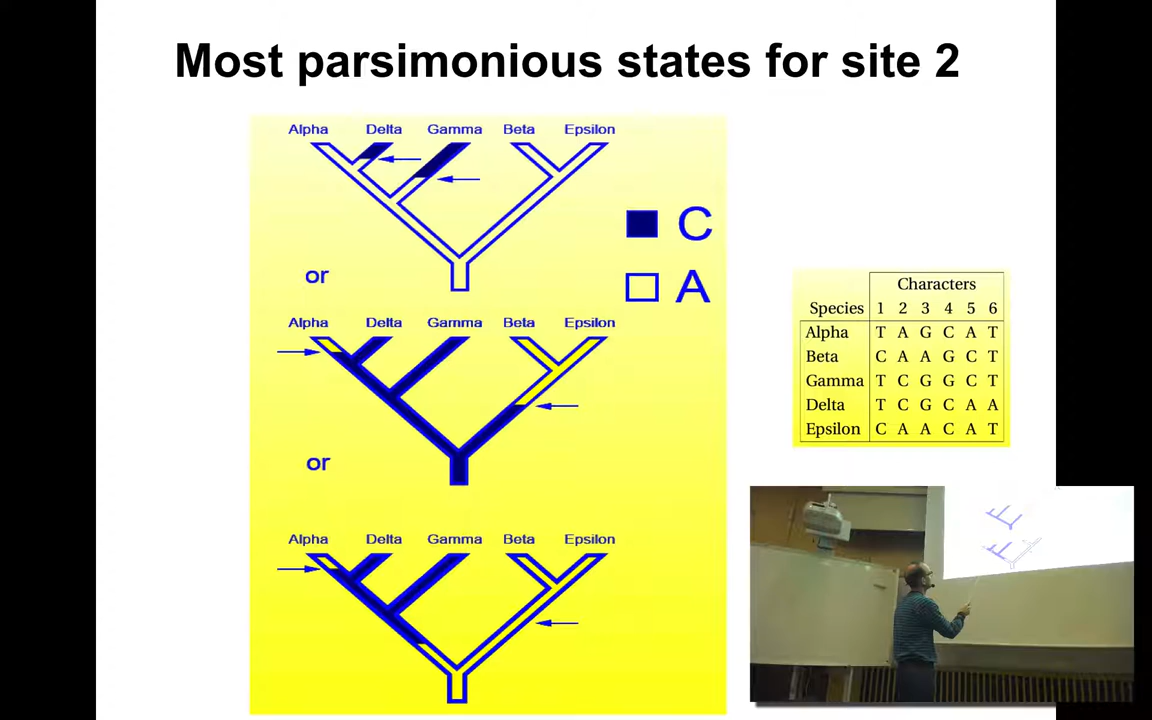 Most parsimonious states for site 2
Alpha Delta Gamma Beta Epsilon
C
A
or
Alpha Delta Gamma Beta Epsilon
or
Alpha Delta Gamma Beta Epsilon
Characters
Species 1 2 3 4 5 6
Alpha T A G C A T
Beta C A A G C T
Gamma T C G G C T
Delta T C G C A A
Epsilon C A A C A T